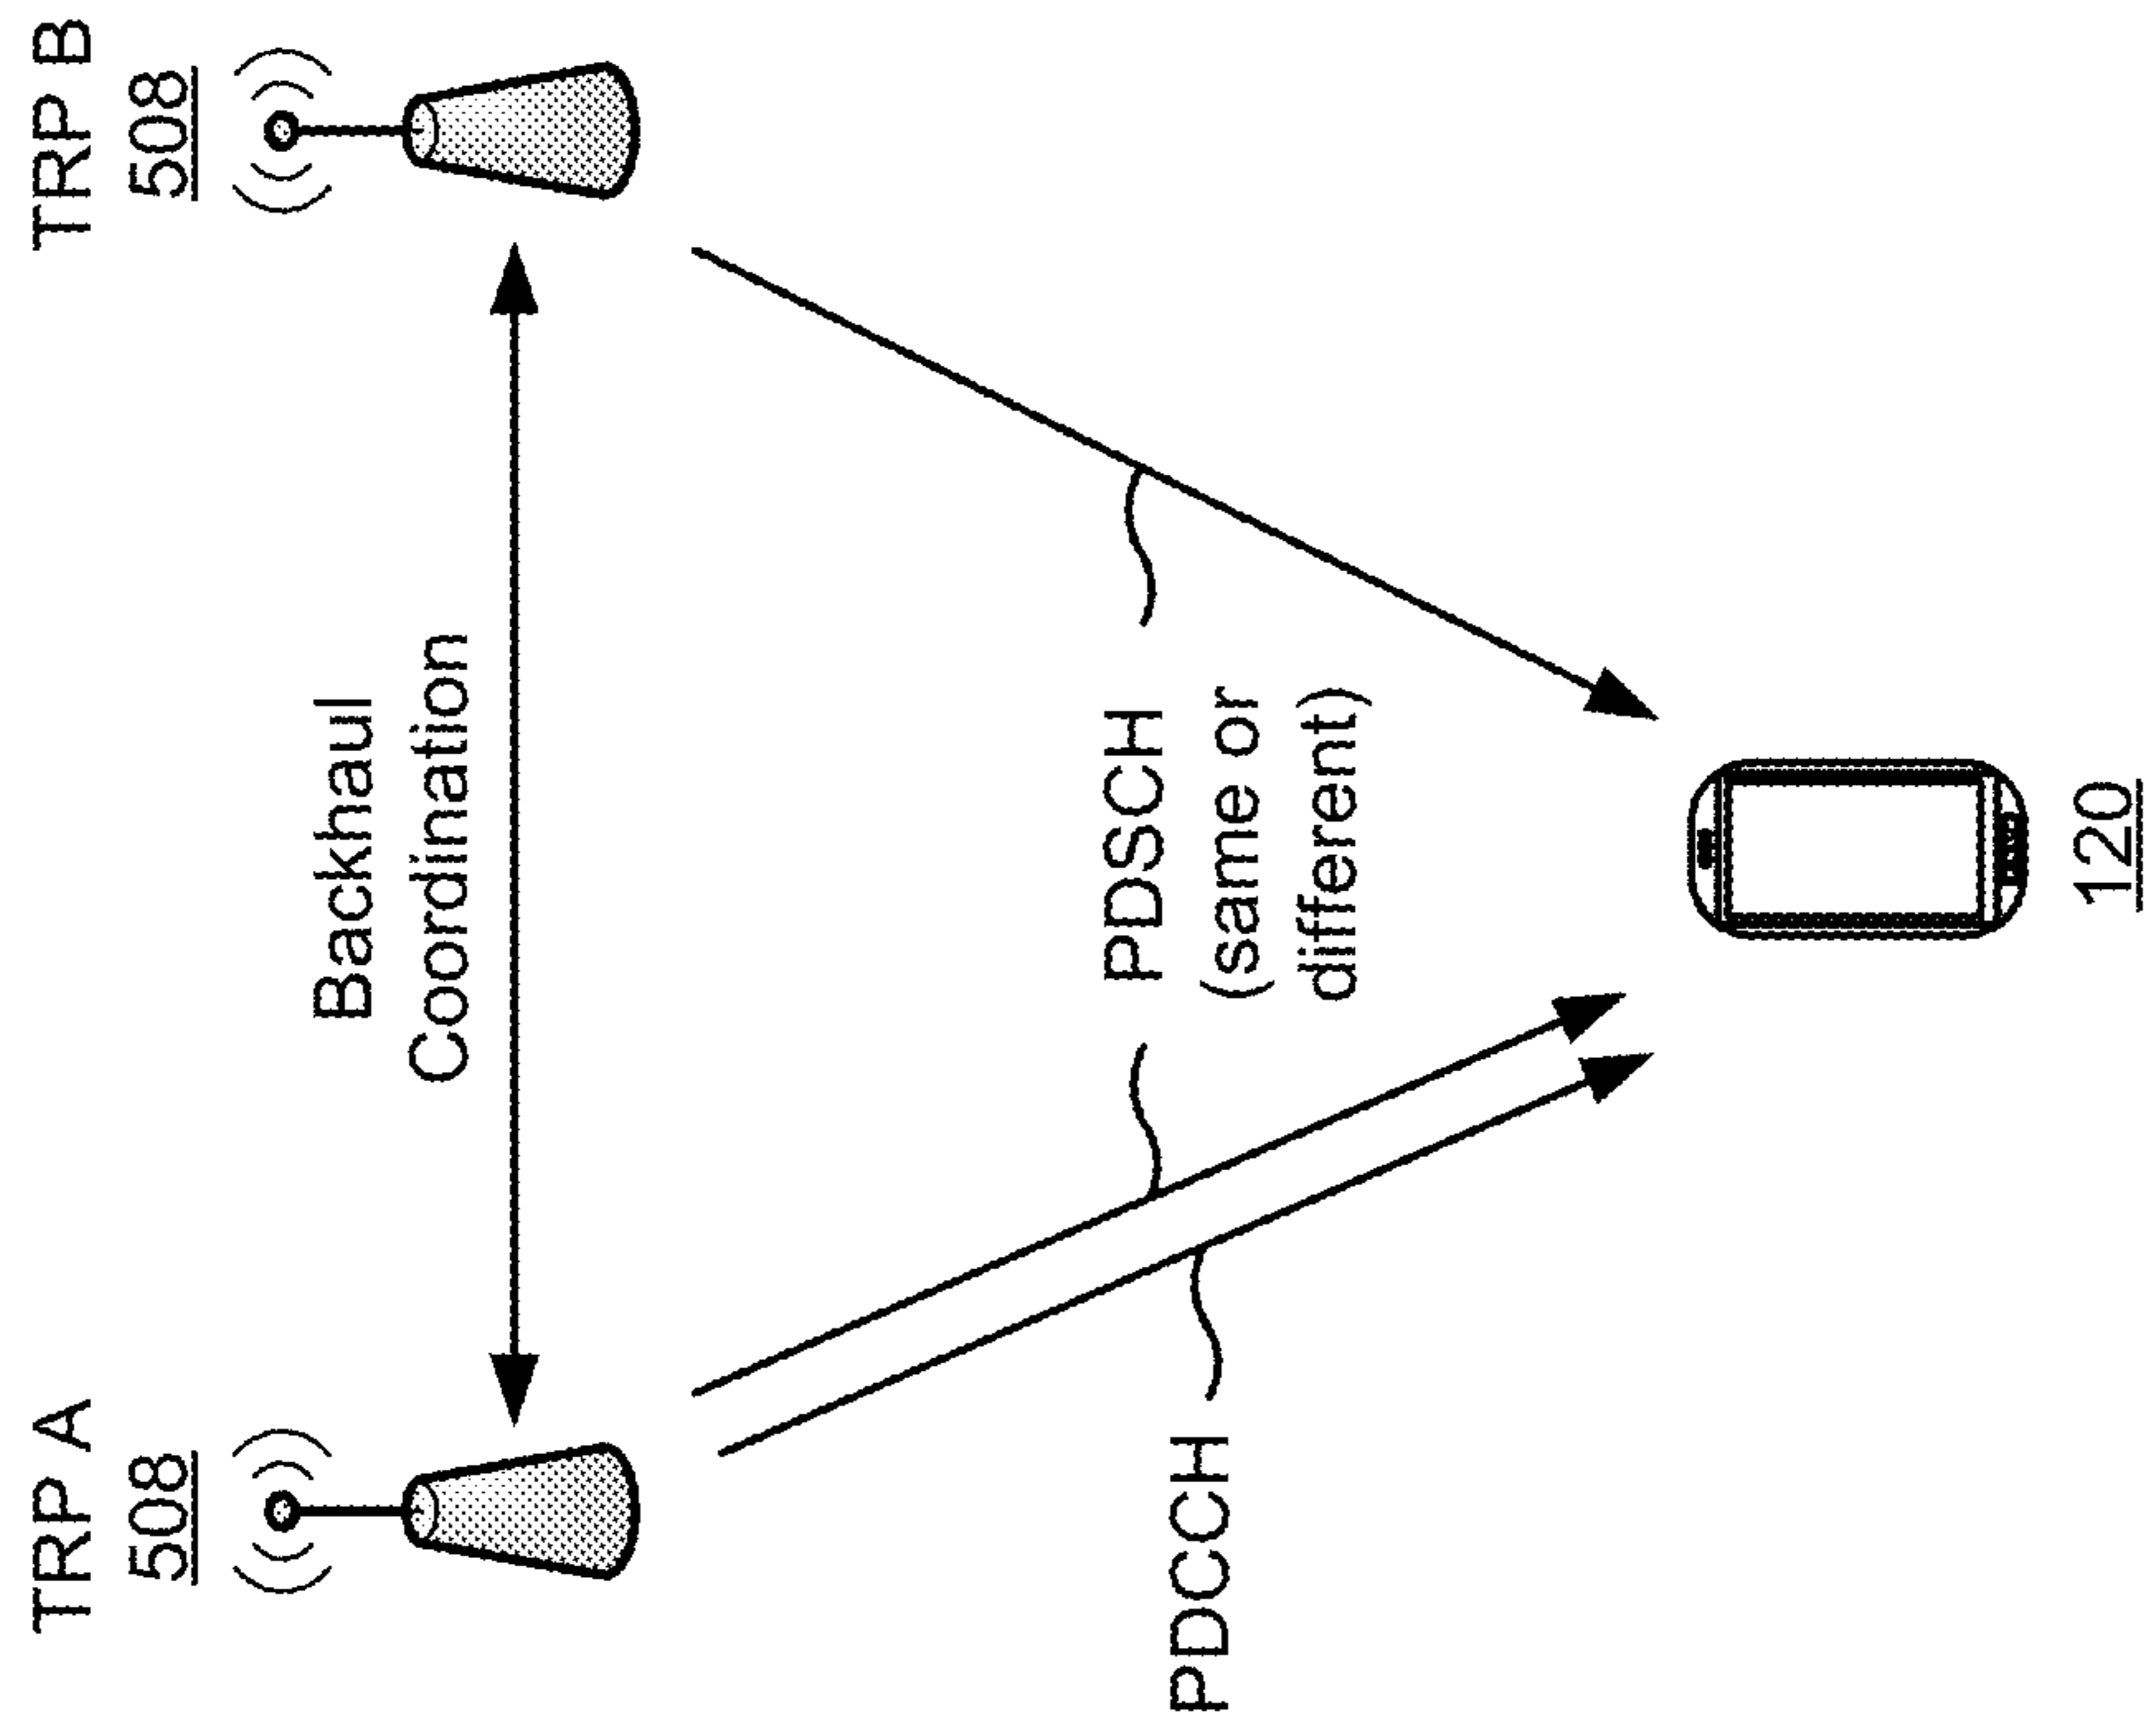 TRP A
508
TRP B
508
Backhaul
Coordination
PDCCH
PDSCH
(same or
different)
120